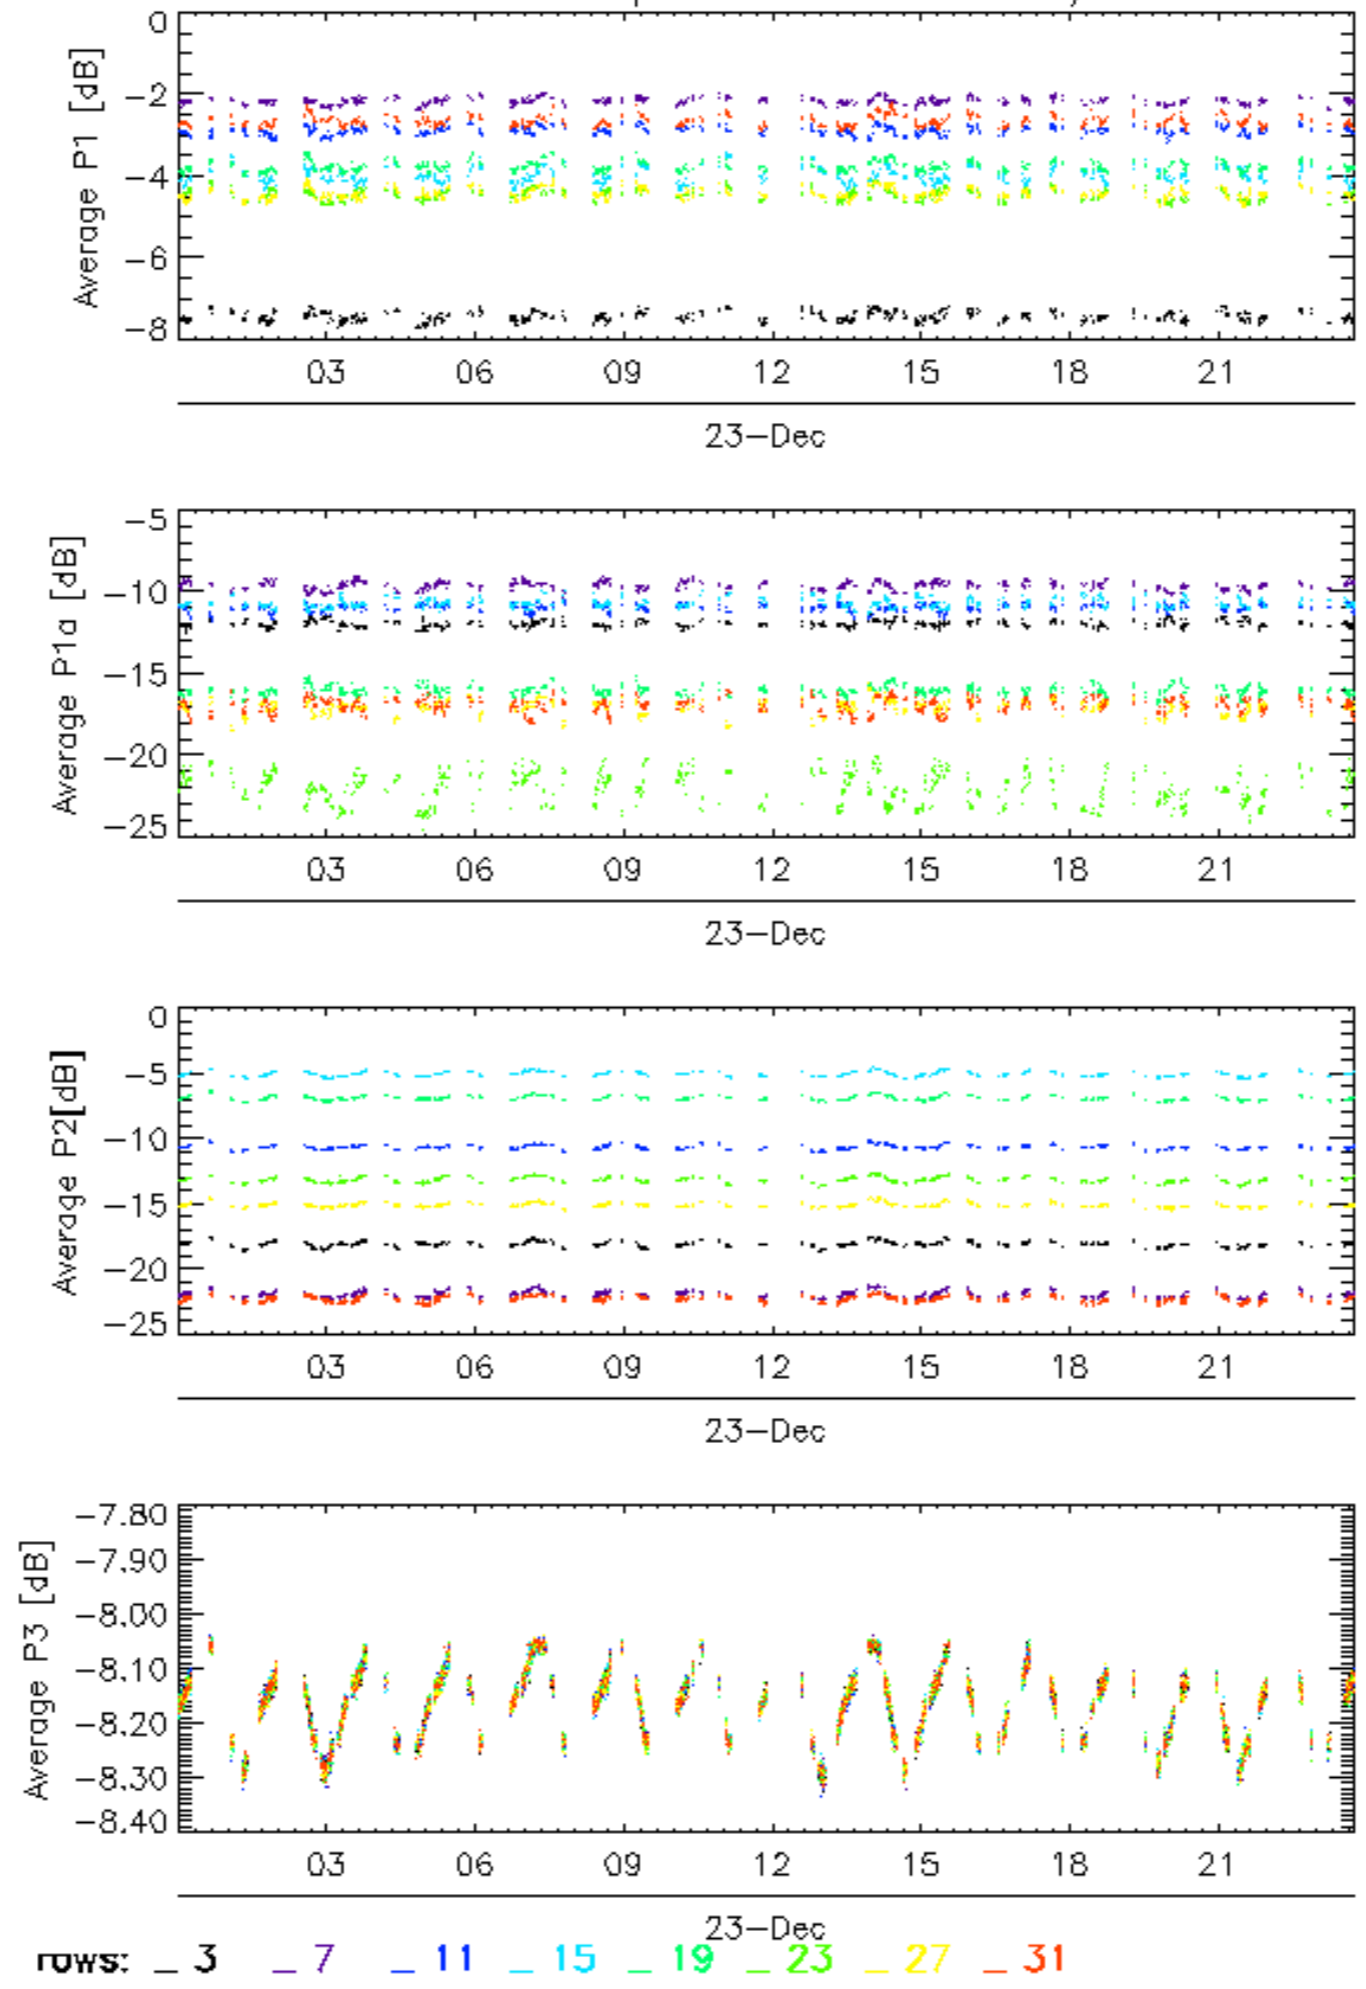 Average P1 [dB]
0
−2
−4
−6
−8
03 06 09 12 15 18 21
23−Dec
Average P1a [dB]
−5
−10
−15
−20
−25
03 06 09 12 15 18 21
23−Dec
Average P2[dB]
0
−5
−10
−15
−20
−25
03 06 09 12 15 18 21
23−Dec
Average P3 [dB]
−7.80
−7.90
−8.00
−8.10
−8.20
−8.30
−8.40
03 06 09 12 15 18 21
23−Dec
rows: _ 3 _ 7 _ 11 _ 15 _ 19 _ 23 _ 27 _ 31